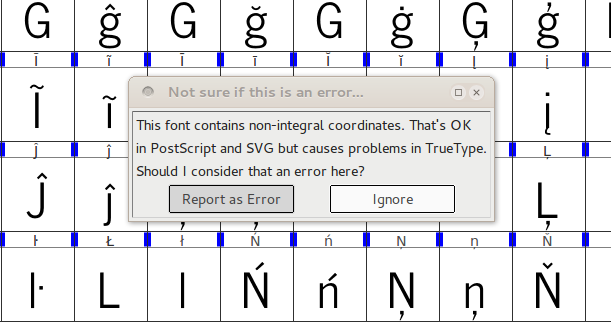 G ĝ G ğ G ġ Ģ ģ
Ĩ ĩ Ī ī Ĭ ĭ Į į
Ĩ ĩ į
Not sure if this is an error...
This font contains non-integral coordinates. That's OK
in PostScript and SVG but causes problems in TrueType.
Should I consider that an error here?
Report as Error Ignore
Ĵ ĵ Ļ
Ĵ ĵ Ļ
ŀ Ł ł Ń ń Ņ ņ Ň
ŀ L l Ń ń Ņ ņ Ň